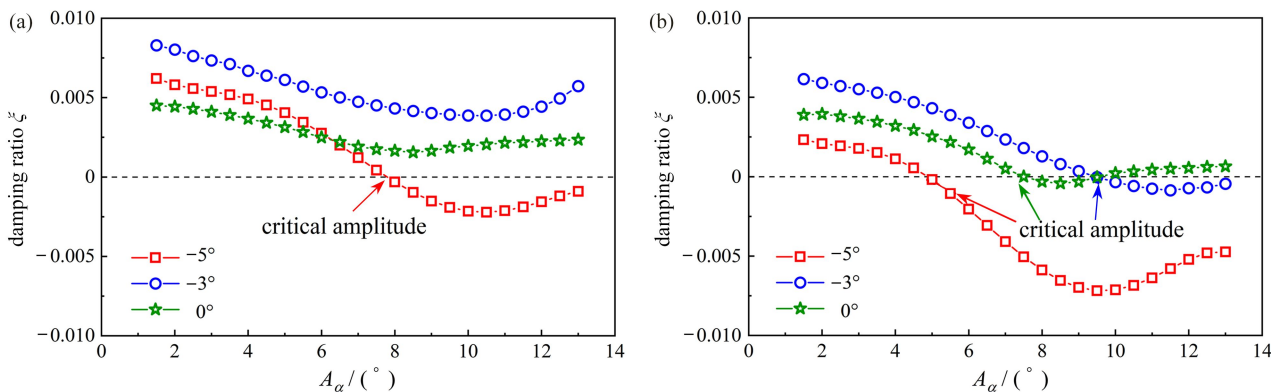 (a)
0.010
0.005
0
−0.005
−0.010
damping ratio ξ
critical amplitude
−5°
−3°
0°
0 2 4 6 8 10 12 14
Aα / (°)
(b)
0.010
0.005
0
−0.005
−0.010
damping ratio ξ
critical amplitude
−5°
−3°
0°
0 2 4 6 8 10 12 14
Aα / (°)